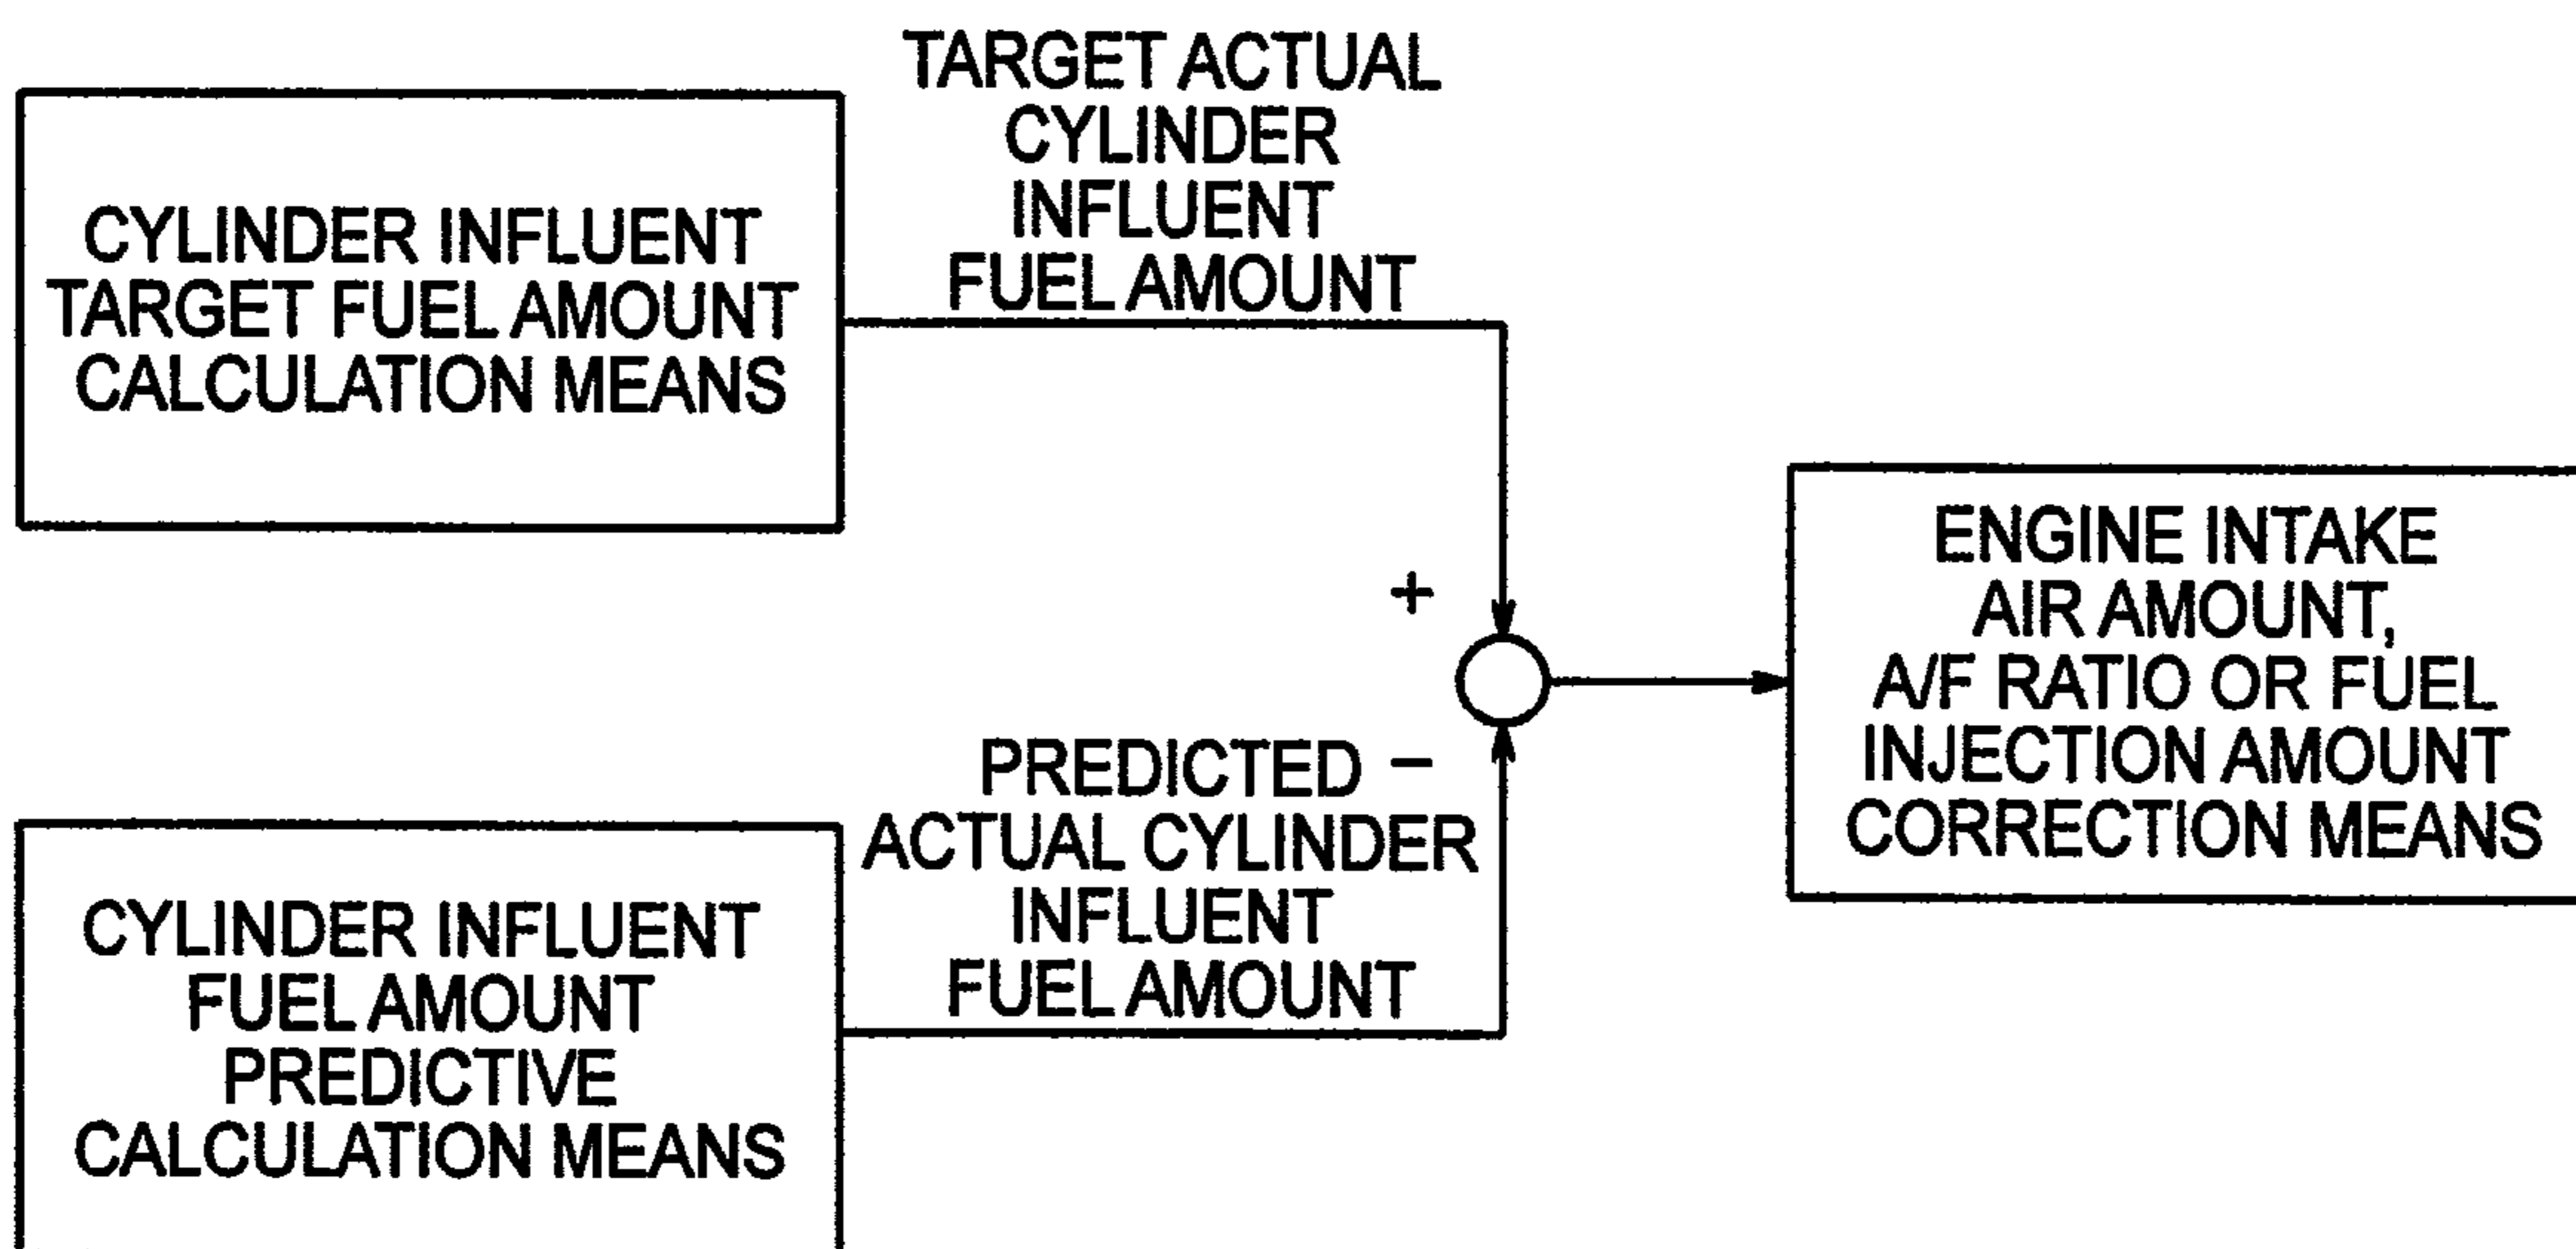 TARGET ACTUAL
CYLINDER
INFLUENT
FUEL AMOUNT
CYLINDER INFLUENT
TARGET FUEL AMOUNT
CALCULATION MEANS
+
ENGINE INTAKE
AIR AMOUNT,
A/F RATIO OR FUEL
INJECTION AMOUNT
CORRECTION MEANS
PREDICTED −
ACTUAL CYLINDER
INFLUENT
FUEL AMOUNT
CYLINDER INFLUENT
FUEL AMOUNT
PREDICTIVE
CALCULATION MEANS